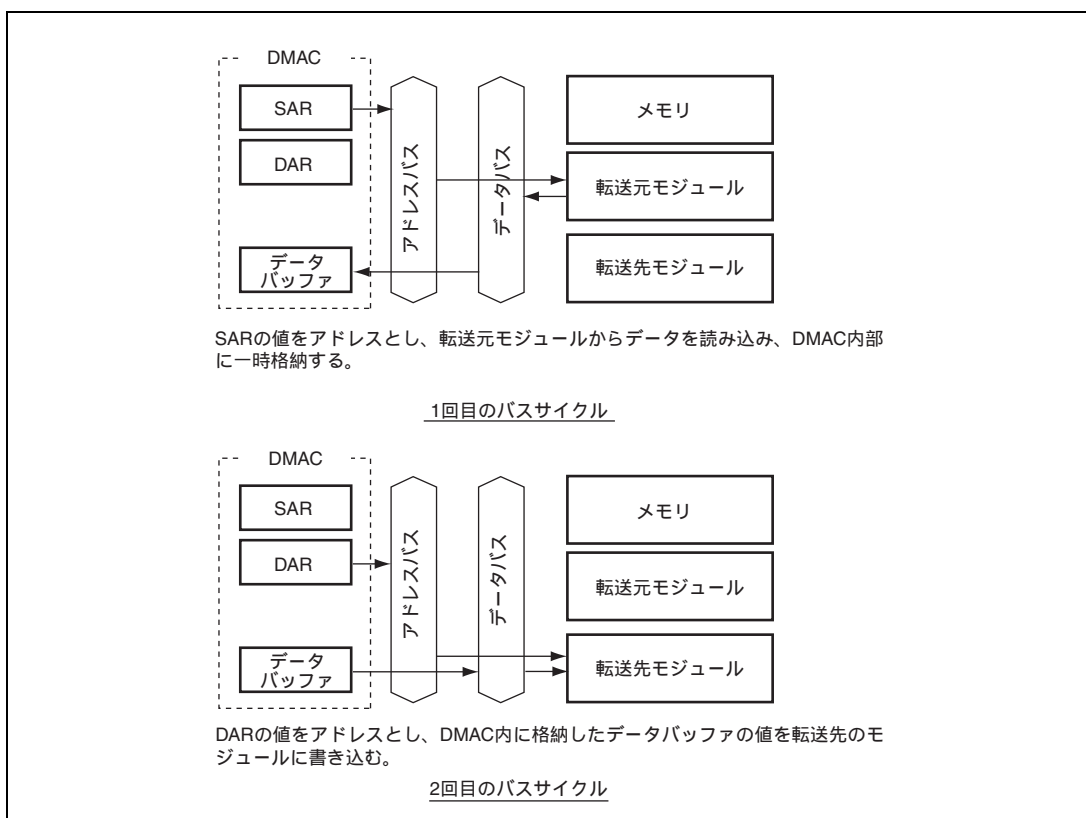 DMAC
SAR
DAR
データ
バッファ
アドレスバス
データバス
メモリ
転送元モジュール
転送先モジュール
SARの値をアドレスとし、転送元モジュールからデータを読み込み、DMAC内部
に一時格納する。
1回目のバスサイクル
DMAC
SAR
DAR
データ
バッファ
アドレスバス
データバス
メモリ
転送元モジュール
転送先モジュール
DARの値をアドレスとし、DMAC内に格納したデータバッファの値を転送先のモ
ジュールに書き込む。
2回目のバスサイクル